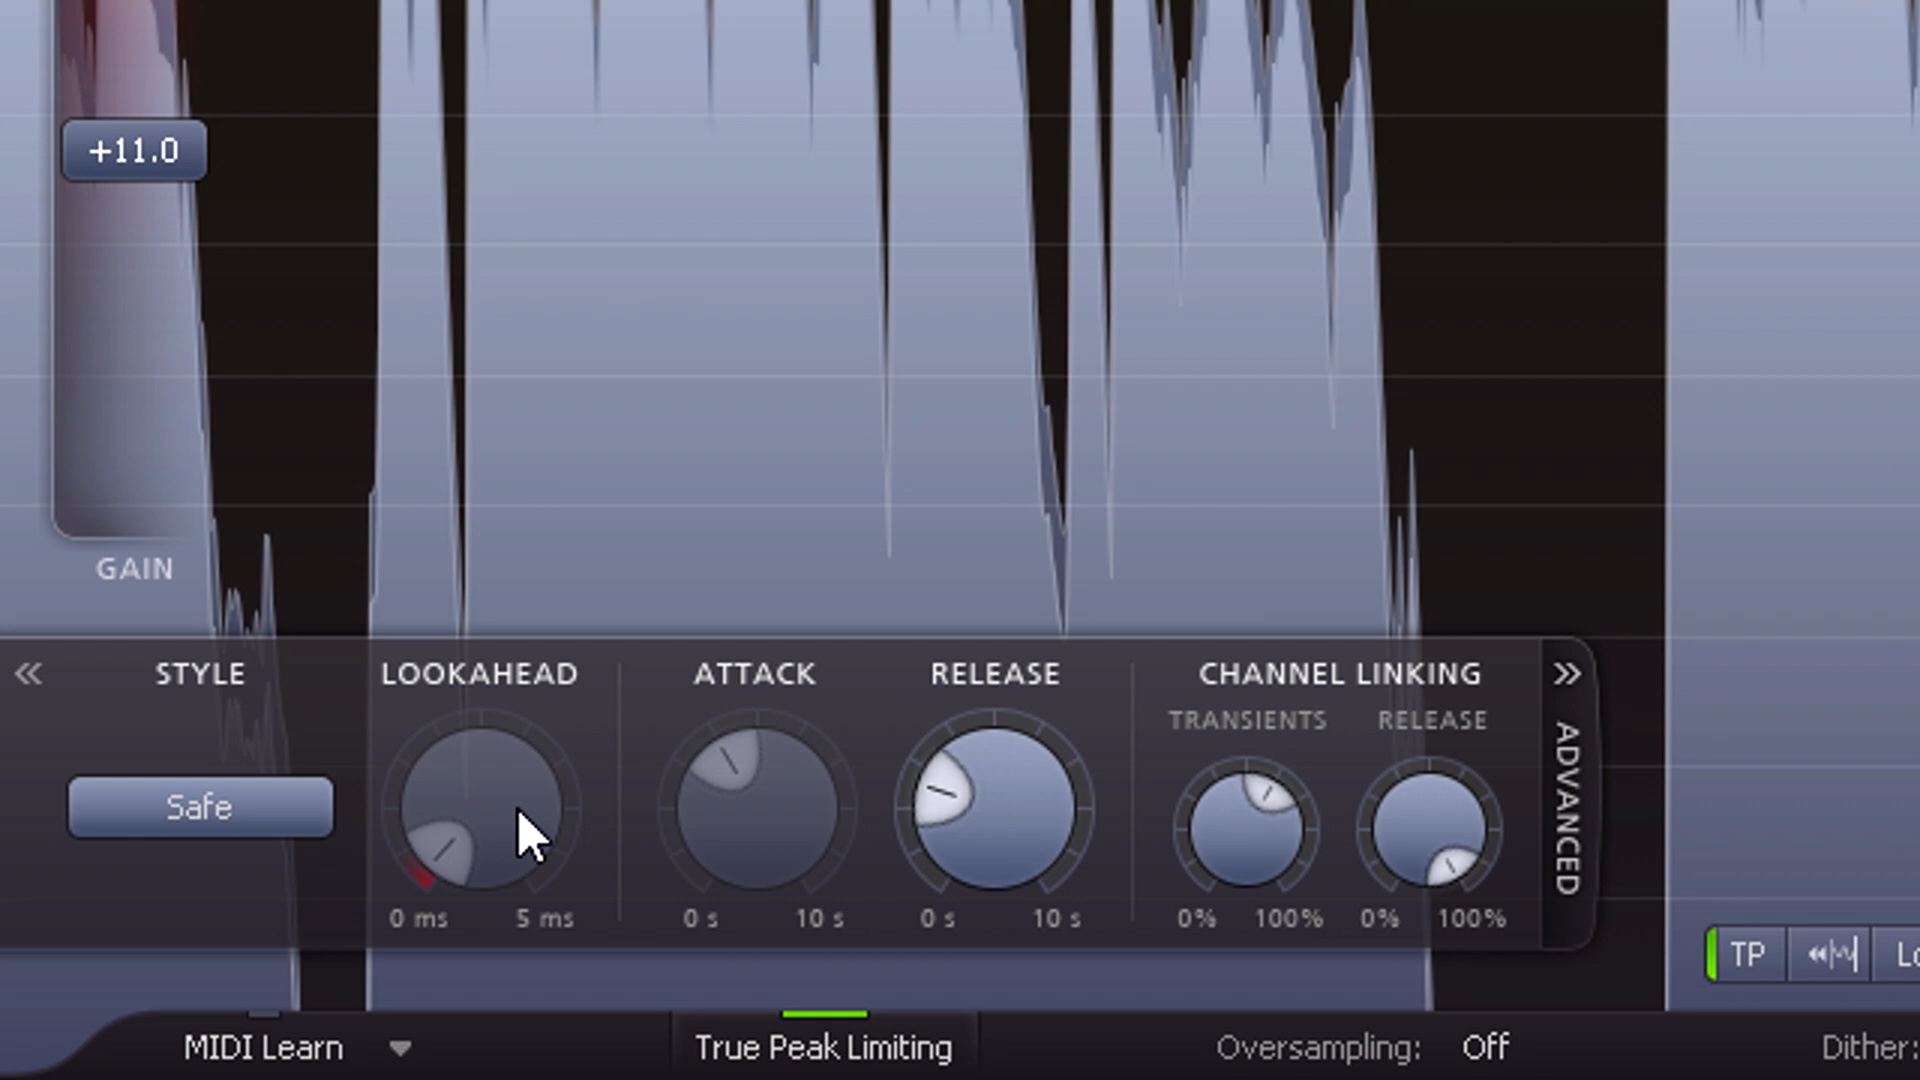 +11.0
GAIN
STYLE LOOKAHEAD ATTACK RELEASE CHANNEL LINKING
TRANSIENTS RELEASE
Safe
ADVANCED
0 ms 5 ms 0 s 10 s 0 s 10 s 0% 100% 0% 100%
TP
MIDI Learn True Peak Limiting Oversampling: Off Dither: